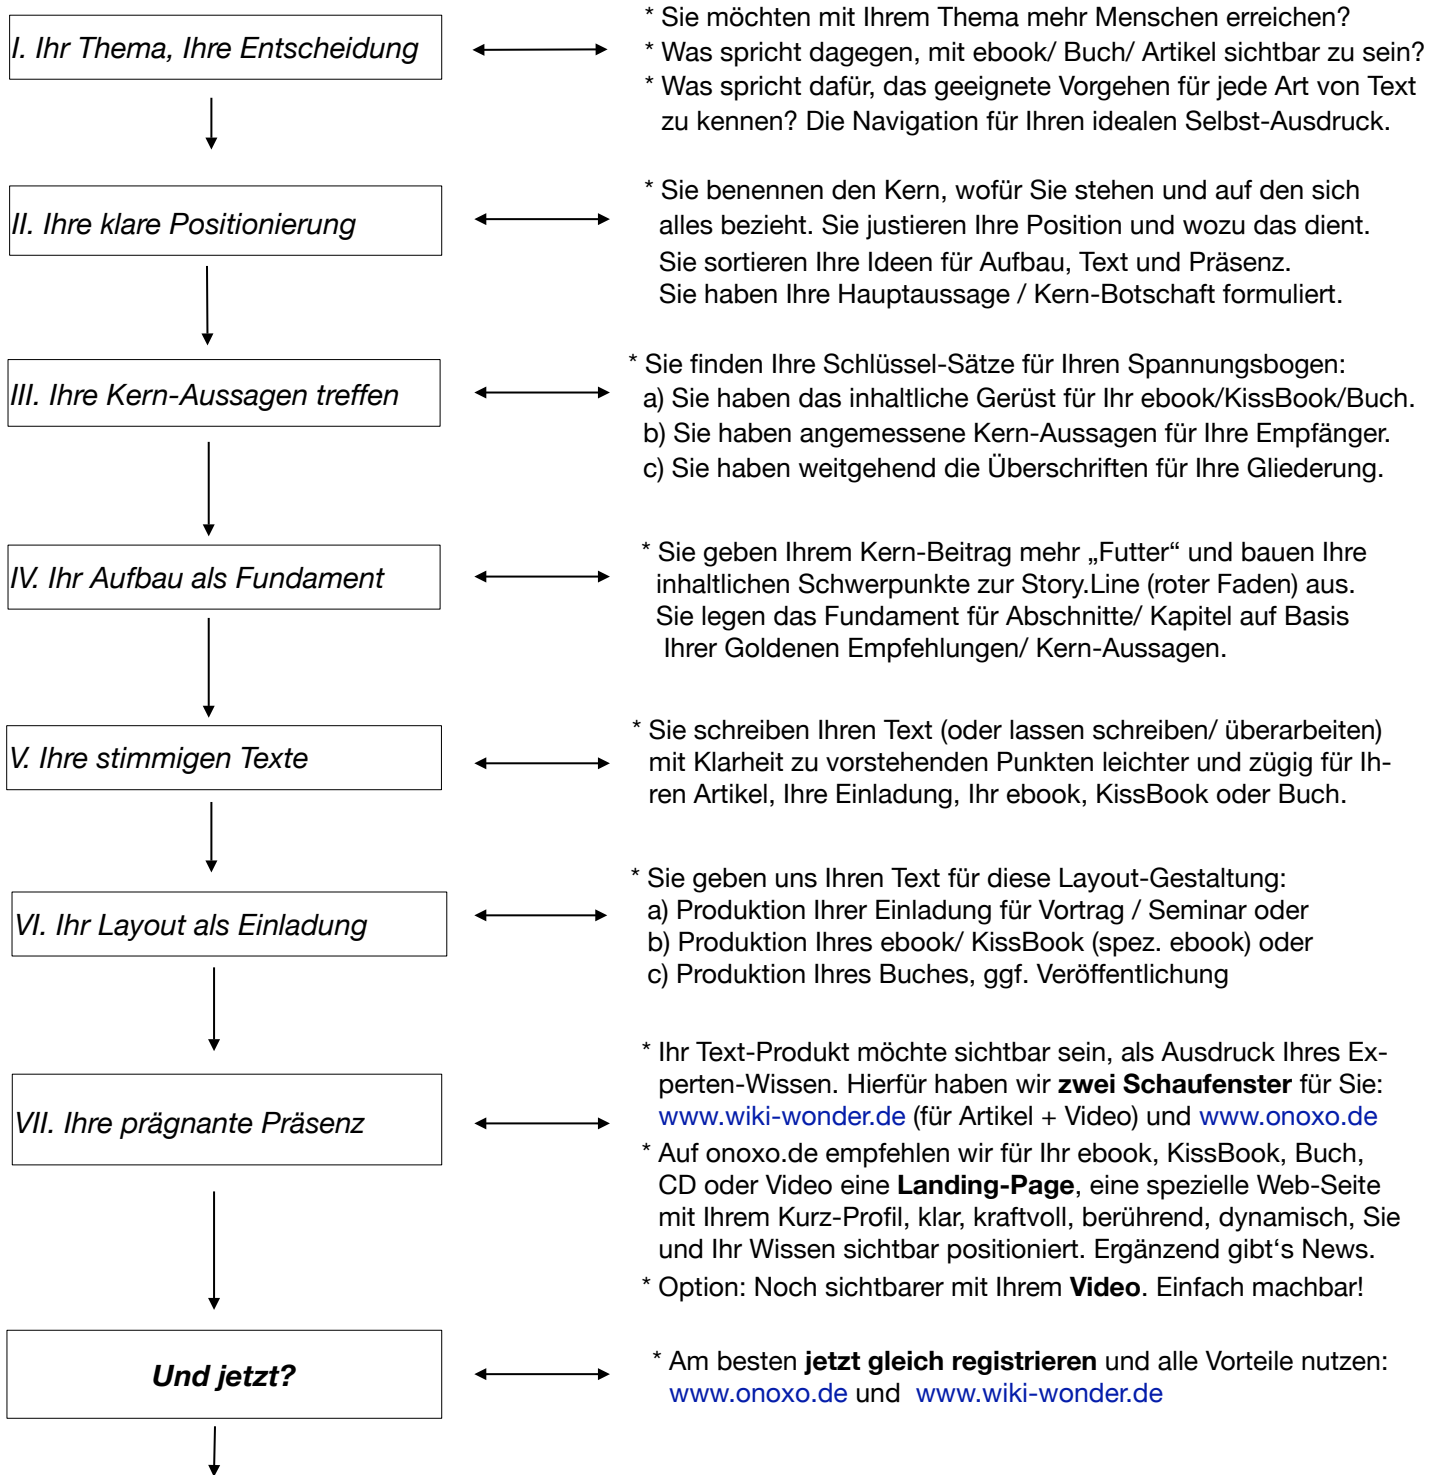 I. Ihr Thema, Ihre Entscheidung
* Sie möchten mit Ihrem Thema mehr Menschen erreichen?
* Was spricht dagegen, mit ebook/ Buch/ Artikel sichtbar zu sein?
* Was spricht dafür, das geeignete Vorgehen für jede Art von Text
zu kennen? Die Navigation für Ihren idealen Selbst-Ausdruck.
II. Ihre klare Positionierung
* Sie benennen den Kern, wofür Sie stehen und auf den sich
alles bezieht. Sie justieren Ihre Position und wozu das dient.
Sie sortieren Ihre Ideen für Aufbau, Text und Präsenz.
Sie haben Ihre Hauptaussage / Kern-Botschaft formuliert.
III. Ihre Kern-Aussagen treffen
* Sie finden Ihre Schlüssel-Sätze für Ihren Spannungsbogen:
a) Sie haben das inhaltliche Gerüst für Ihr ebook/KissBook/Buch.
b) Sie haben angemessene Kern-Aussagen für Ihre Empfänger.
c) Sie haben weitgehend die Überschriften für Ihre Gliederung.
IV. Ihr Aufbau als Fundament
* Sie geben Ihrem Kern-Beitrag mehr „Futter“ und bauen Ihre
inhaltlichen Schwerpunkte zur Story.Line (roter Faden) aus.
Sie legen das Fundament für Abschnitte/ Kapitel auf Basis
Ihrer Goldenen Empfehlungen/ Kern-Aussagen.
V. Ihre stimmigen Texte
* Sie schreiben Ihren Text (oder lassen schreiben/ überarbeiten)
mit Klarheit zu vorstehenden Punkten leichter und zügig für Ih-
ren Artikel, Ihre Einladung, Ihr ebook, KissBook oder Buch.
VI. Ihr Layout als Einladung
* Sie geben uns Ihren Text für diese Layout-Gestaltung:
a) Produktion Ihrer Einladung für Vortrag / Seminar oder
b) Produktion Ihres ebook/ KissBook (spez. ebook) oder
c) Produktion Ihres Buches, ggf. Veröffentlichung
VII. Ihre prägnante Präsenz
* Ihr Text-Produkt möchte sichtbar sein, als Ausdruck Ihres Ex-
perten-Wissen. Hierfür haben wir zwei Schaufenster für Sie:
www.wiki-wonder.de (für Artikel + Video) und www.onoxo.de
* Auf onoxo.de empfehlen wir für Ihr ebook, KissBook, Buch,
CD oder Video eine Landing-Page, eine spezielle Web-Seite
mit Ihrem Kurz-Profil, klar, kraftvoll, berührend, dynamisch, Sie
und Ihr Wissen sichtbar positioniert. Ergänzend gibt‘s News.
* Option: Noch sichtbarer mit Ihrem Video. Einfach machbar!
Und jetzt?
* Am besten jetzt gleich registrieren und alle Vorteile nutzen:
www.onoxo.de und www.wiki-wonder.de